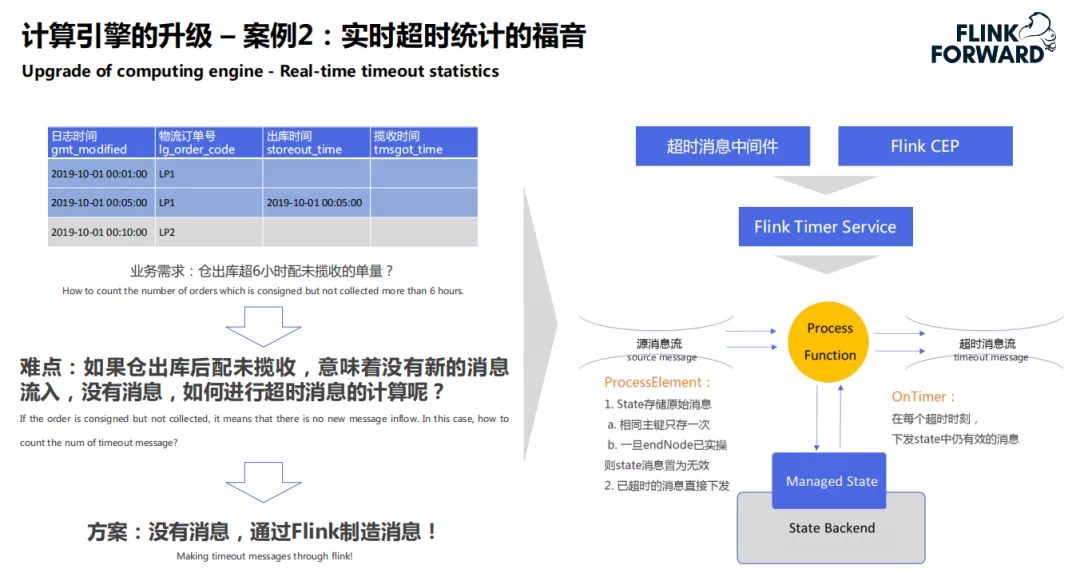 计算引擎的升级 – 案例2：实时超时统计的福音
Upgrade of computing engine - Real-time timeout statistics
FLINK
FORWARD
日志时间 物流订单号 出库时间 揽收时间
gmt_modified lg_order_code storeout_time tmsgot_time
2019-10-01 00:01:00 LP1
2019-10-01 00:05:00 LP1 2019-10-01 00:05:00
2019-10-01 00:10:00 LP2
业务需求：仓出库超6小时配未揽收的单量？
How to count the number of orders which is consigned but not collected more than 6 hours.
难点：如果仓出库后配未揽收，意味着没有新的消息
流入，没有消息，如何进行超时消息的计算呢？
If the order is consigned but not collected, it means that there is no new message inflow. In this case, how to
count the num of timeout message?
方案：没有消息，通过Flink制造消息！
Making timeout messages through flink!
超时消息中间件
Flink CEP
Flink Timer Service
源消息流
source message
Process
Function
超时消息流
timeout message
ProcessElement：
1. State存储原始消息
a. 相同主键只存一次
b. 一旦endNode已实操
则state消息置为无效
2. 已超时的消息直接下发
OnTimer：
在每个超时时刻，
下发state中仍有效的消息
Managed State
State Backend